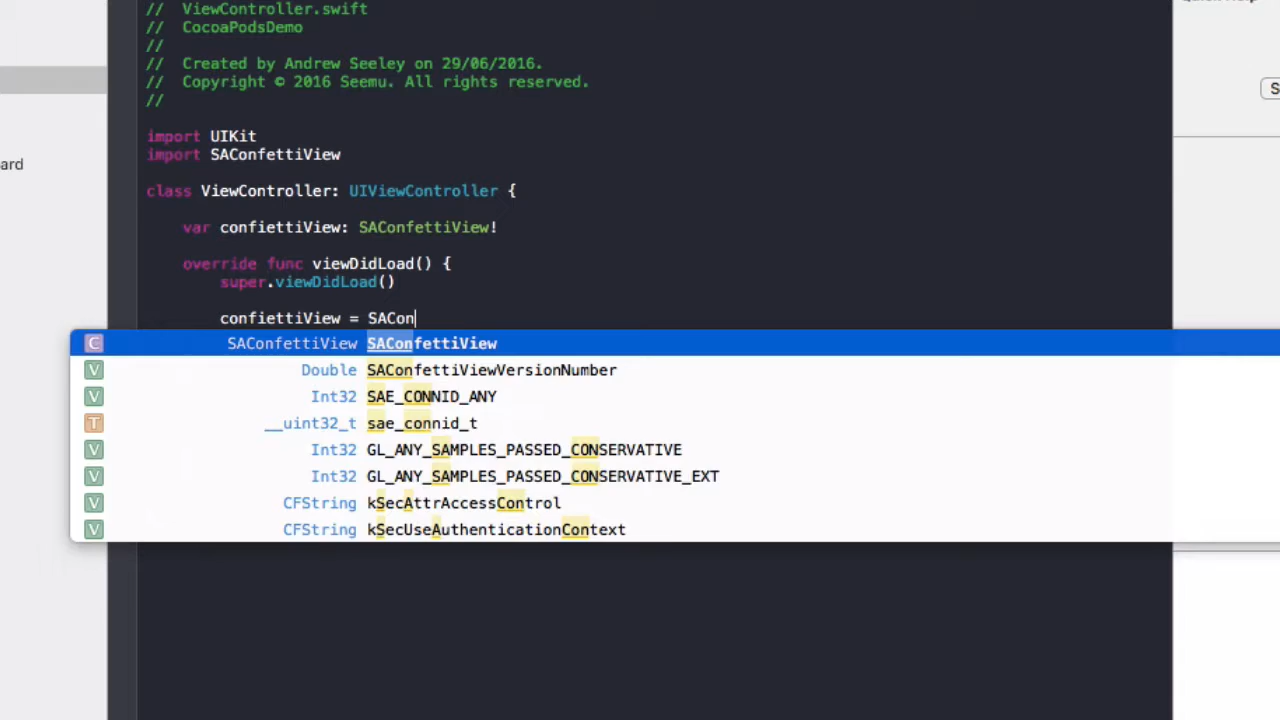 //  ViewController.swift
//  CocoaPodsDemo
//
//  Created by Andrew Seeley on 29/06/2016.
//  Copyright © 2016 Seemu. All rights reserved.
//
S
import UIKit
import SAConfettiView
ard
class ViewController: UIViewController {
var confiettiView: SAConfettiView!
override func viewDidLoad() {
super.viewDidLoad()
confiettiView = SACon
C SAConfettiView SAConfettiView
V Double SAConfettiViewVersionNumber
V Int32 SAE_CONNID_ANY
T __uint32_t sae_connid_t
V Int32 GL_ANY_SAMPLES_PASSED_CONSERVATIVE
V Int32 GL_ANY_SAMPLES_PASSED_CONSERVATIVE_EXT
V CFString kSecAttrAccessControl
V CFString kSecUseAuthenticationContext